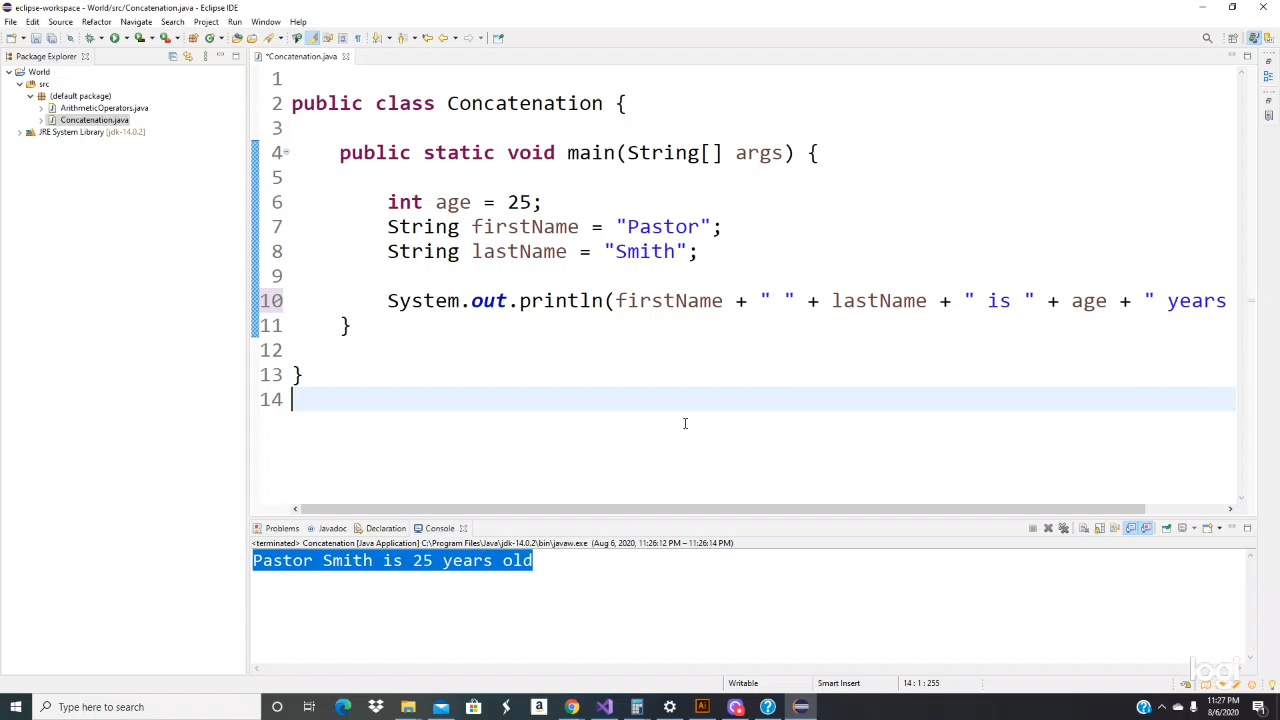 eclipse-workspace - World/src/Concatenation.java - Eclipse IDE
File Edit Source Refactor Navigate Search Project Run Window Help
Package Explorer
World
src
(default package)
ArithmeticOperators.java
Concatenation.java
JRE System Library [jdk-14.0.2]
*Concatenation.java
1
2 public class Concatenation {
3
4 public static void main(String[] args) {
5
6 int age = 25;
7 String firstName = "Pastor";
8 String lastName = "Smith";
9
10 System.out.println(firstName + " " + lastName + " is " + age + " years
11 }
12
13 }
14
Problems Javadoc Declaration Console
<terminated> Concatenation [Java Application] C:\Program Files\Java\jdk-14.0.2\bin\javaw.exe (Aug 6, 2020, 11:26:12 PM – 11:26:14 PM)
Pastor Smith is 25 years old
logi
Writable Smart Insert 14 : 1 : 255
Type here to search
11:27 PM
8/6/2020